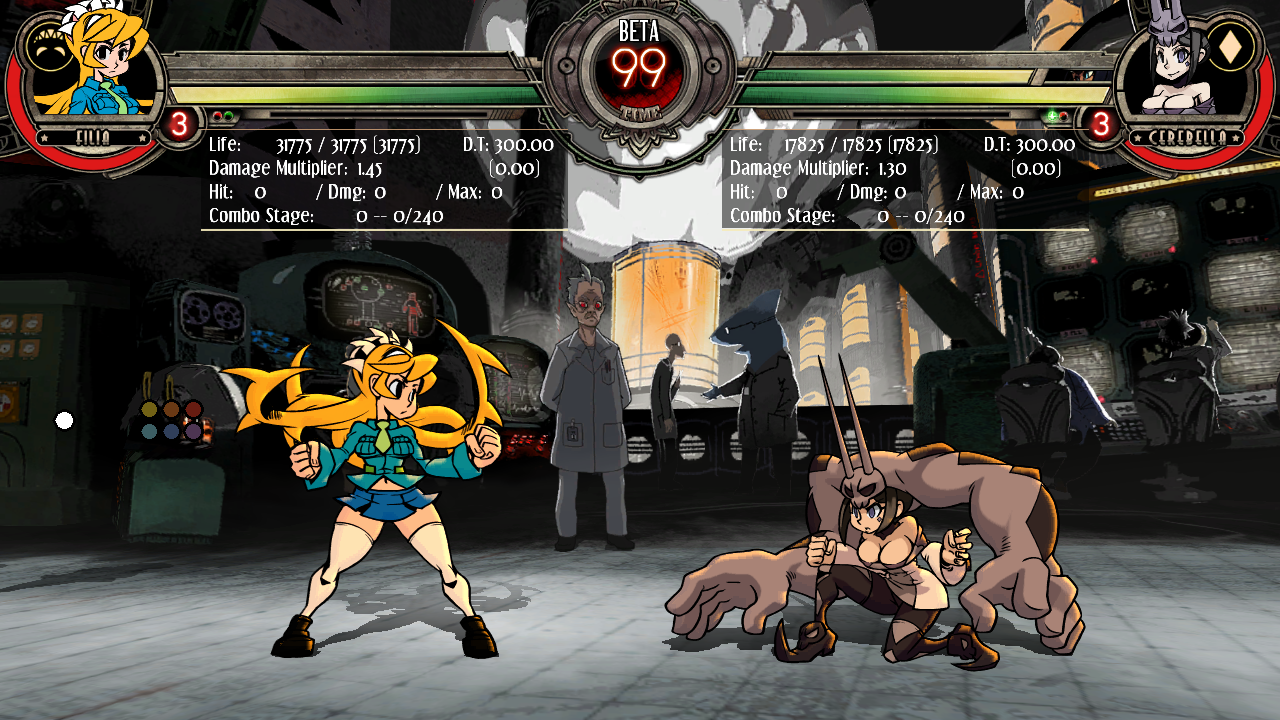 BETA
99
TIME
FILIA
3
3
CEREBELLA
Life: 31775 / 31775 (31775) D.T: 300.00
Damage Multiplier: 1.45 (0.00)
Hit: 0 / Dmg: 0 / Max: 0
Combo Stage: 0 -- 0/240
Life: 17825 / 17825 (17825) D.T: 300.00
Damage Multiplier: 1.30 (0.00)
Hit: 0 / Dmg: 0 / Max: 0
Combo Stage: 0 -- 0/240